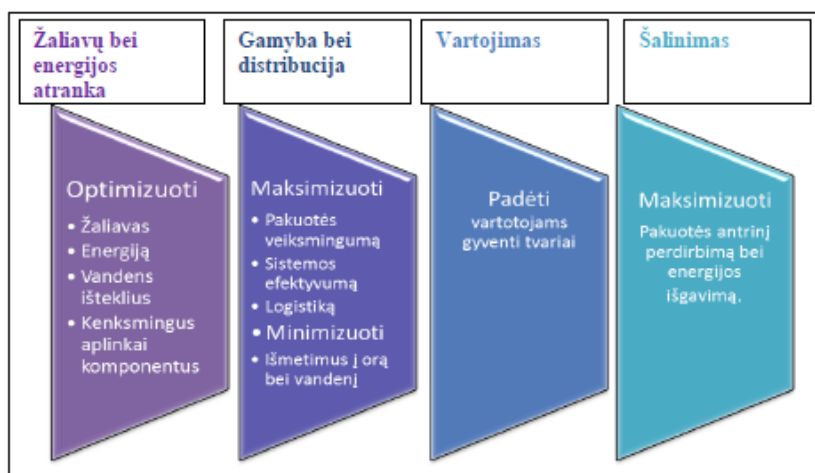 Žaliavų bei
energijos
atranka
Gamyba bei
distribucija
Vartojimas
Šalinimas
Optimizuoti
• Žaliavas
• Energiją
• Vandens
išteklius
• Kenksmingus
aplinkai
komponentus
Maksimizuoti
• Pakuotės
veiksmingumą
• Sistemos
efektyvumą
• Logistiką
• Minimizuoti
• Išmetimus į orą
bei vandenį
Padėti
vartotojams
gyventi tvariai
Maksimizuoti
Pakuotės antrinį
perdirbimą bei
energijos
išgavimą.